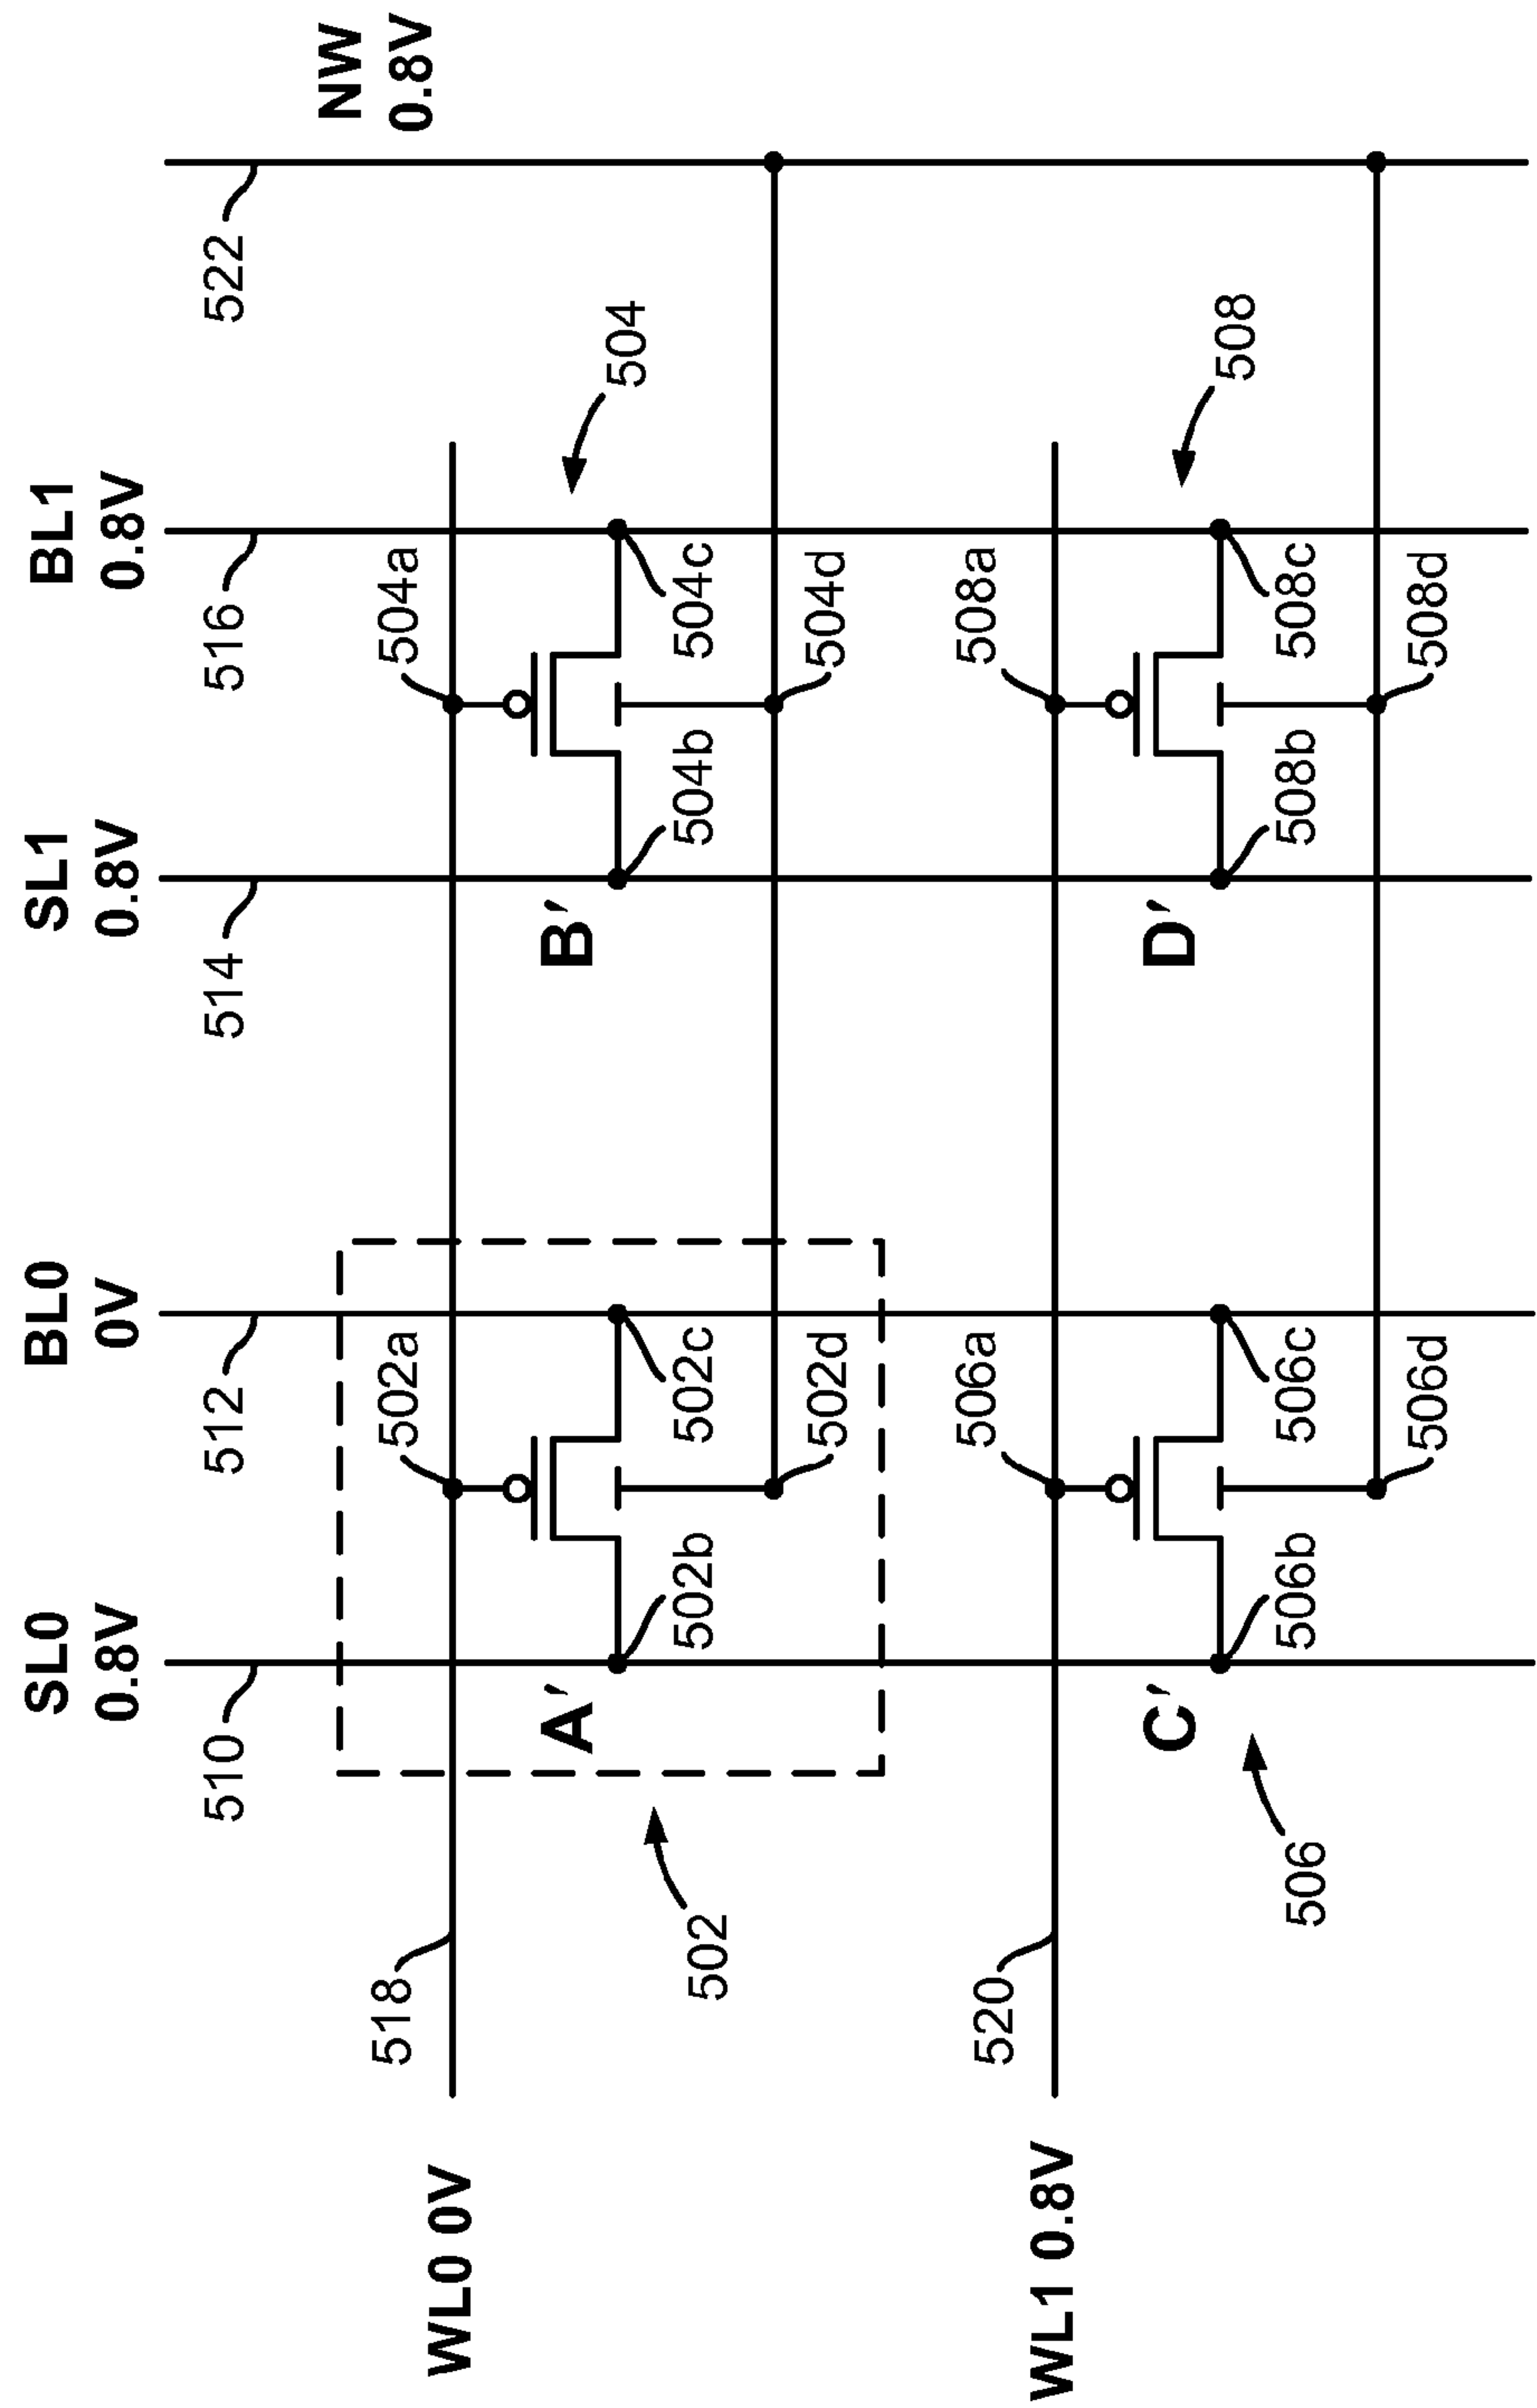 SL0
0.8V
BL0
0V
SL1
0.8V
BL1
0.8V
NW
0.8V
510
512
514
516
522
WL0 0V
518
502a
504a
A′
B′
502
504
502b
502c
504b
504c
502d
504d
WL1 0.8V
520
506a
508a
C′
D′
506
508
506b
506c
508b
508c
506d
508d